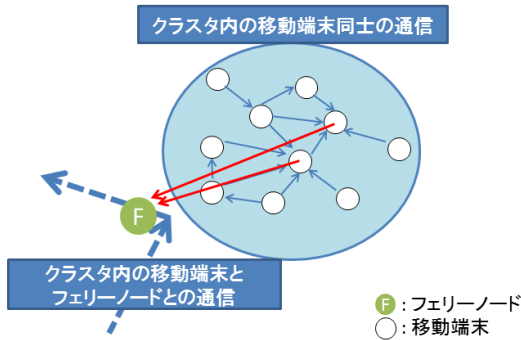 クラスタ内の移動端末同士の通信
F
クラスタ内の移動端末と
フェリーノードとの通信
F : フェリーノード
: 移動端末